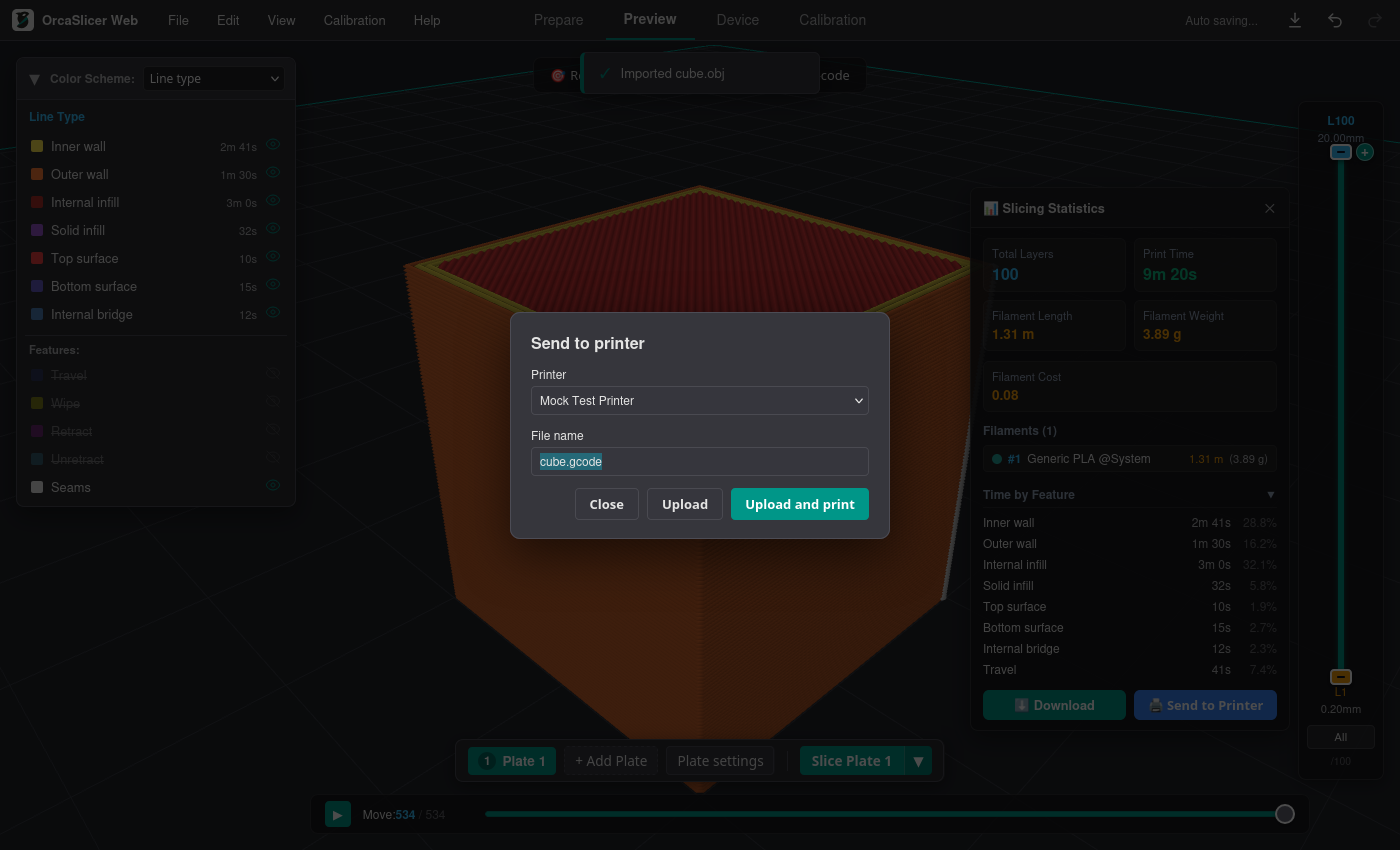 OrcaSlicer Web File Edit View Calibration Help Prepare Preview Device Calibration Auto saving...
Color Scheme: Line type
Imported cube.obj
code
Line Type
Inner wall 2m 41s
Outer wall 1m 30s
Internal infill 3m 0s
Solid infill 32s
Top surface 10s
Bottom surface 15s
Internal bridge 12s
Features:
Travel
Wipe
Retract
Unretract
Seams
Send to printer
Printer
Mock Test Printer
File name
cube.gcode
Close Upload Upload and print
Slicing Statistics
Total Layers Print Time
100 9m 20s
Filament Length Filament Weight
1.31 m 3.89 g
Filament Cost
0.08
Filaments (1)
#1 Generic PLA @System 1.31 m (3.89 g)
Time by Feature
Inner wall 2m 41s 28.8%
Outer wall 1m 30s 16.2%
Internal infill 3m 0s 32.1%
Solid infill 32s 5.8%
Top surface 10s 1.9%
Bottom surface 15s 2.7%
Internal bridge 12s 2.3%
Travel 41s 7.4%
Download Send to Printer
L100
20.00mm
L1
0.20mm
All
/100
1 Plate 1 + Add Plate Plate settings Slice Plate 1
Move:534 / 534